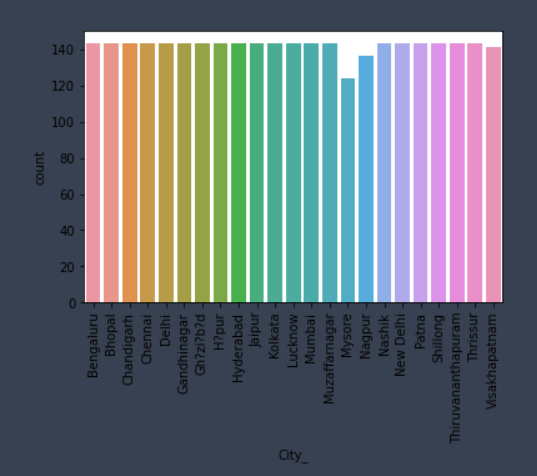 140
120
100
80
60
40
20
0
count
Bengaluru
Bhopal
Chandigarh
Chennai
Delhi
Gandhinagar
Gh?zi?b?d
H?pur
Hyderabad
Jaipur
Kolkata
Lucknow
Mumbai
Muzaffarnagar
Mysore
Nagpur
Nashik
New Delhi
Patna
Shillong
Thiruvananthapuram
Thrissur
Visakhapatnam
City_